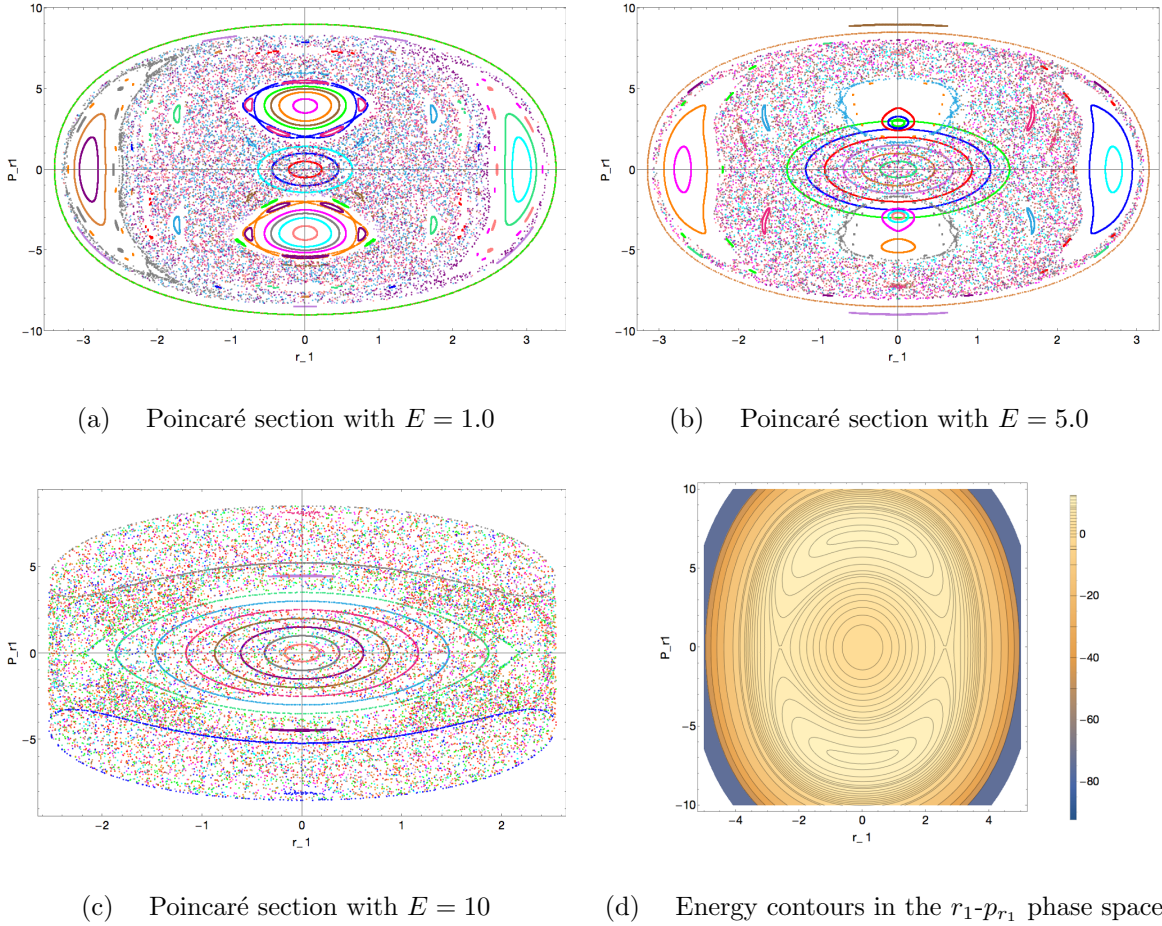 10
5
0
−5
−10
P_r1
−3 −2 −1 0 1 2 3
r_1
(a) Poincaré section with E = 1.0
10
5
0
−5
−10
P_r1
−3 −2 −1 0 1 2 3
r_1
(b) Poincaré section with E = 5.0
5
0
−5
P_r1
−2 −1 0 1 2
r_1
(c) Poincaré section with E = 10
10
5
0
−5
−10
P_r1
−4 −2 0 2 4
r_1
0
−20
−40
−60
−80
(d) Energy contours in the r₁-p_{r₁} phase space